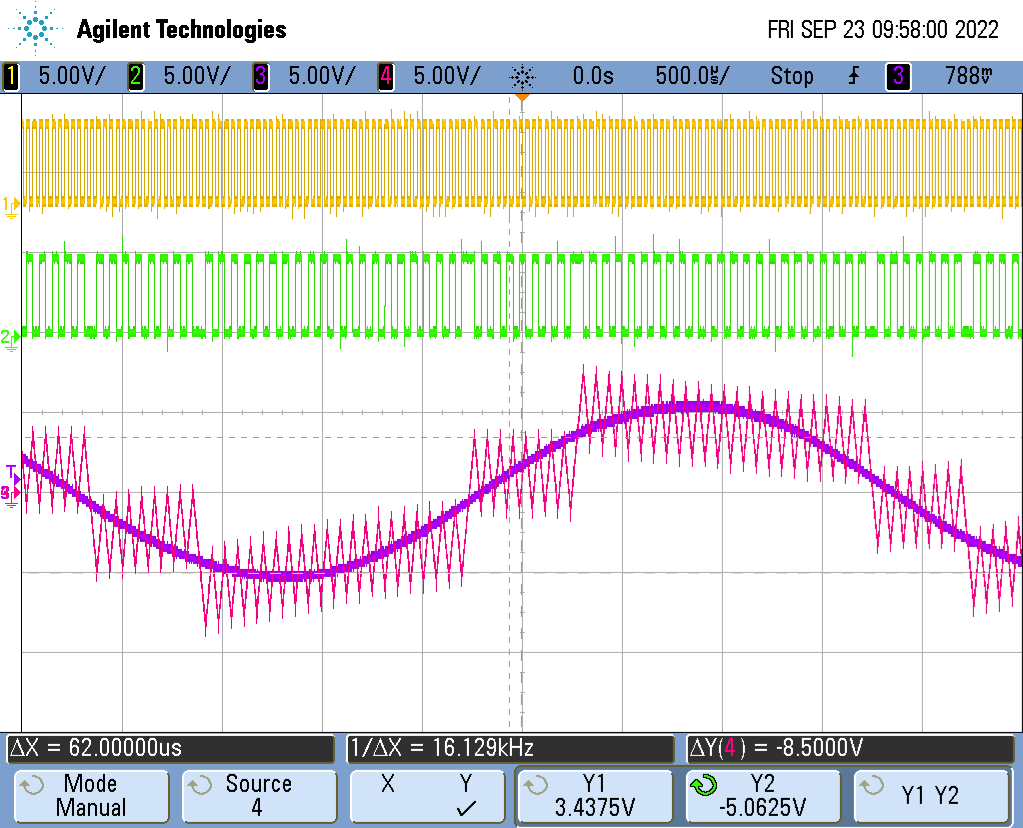 Agilent Technologies FRI SEP 23 09:58:00 2022
1 5.00V/ 2 5.00V/ 3 5.00V/ 4 5.00V/ 0.0s 500.0µs/ Stop 3 788mV
1
2
T
3
ΔX = 62.00000us 1/ΔX = 16.129kHz ΔY(4) = -8.5000V
Mode Source X Y Y1 Y2 Y1 Y2
Manual 4 ✓ 3.4375V -5.0625V